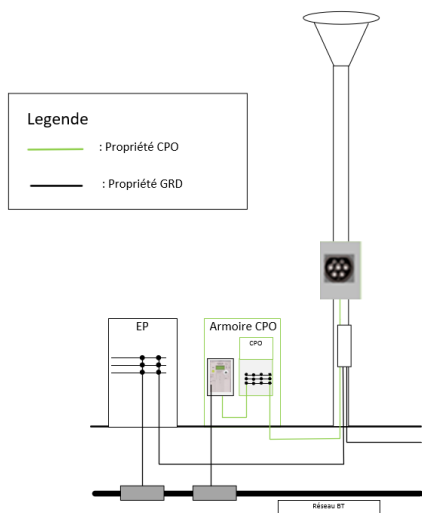 Legende
: Propriété CPO
: Propriété GRD
EP
Armoire CPO
CPO
Réseau BT